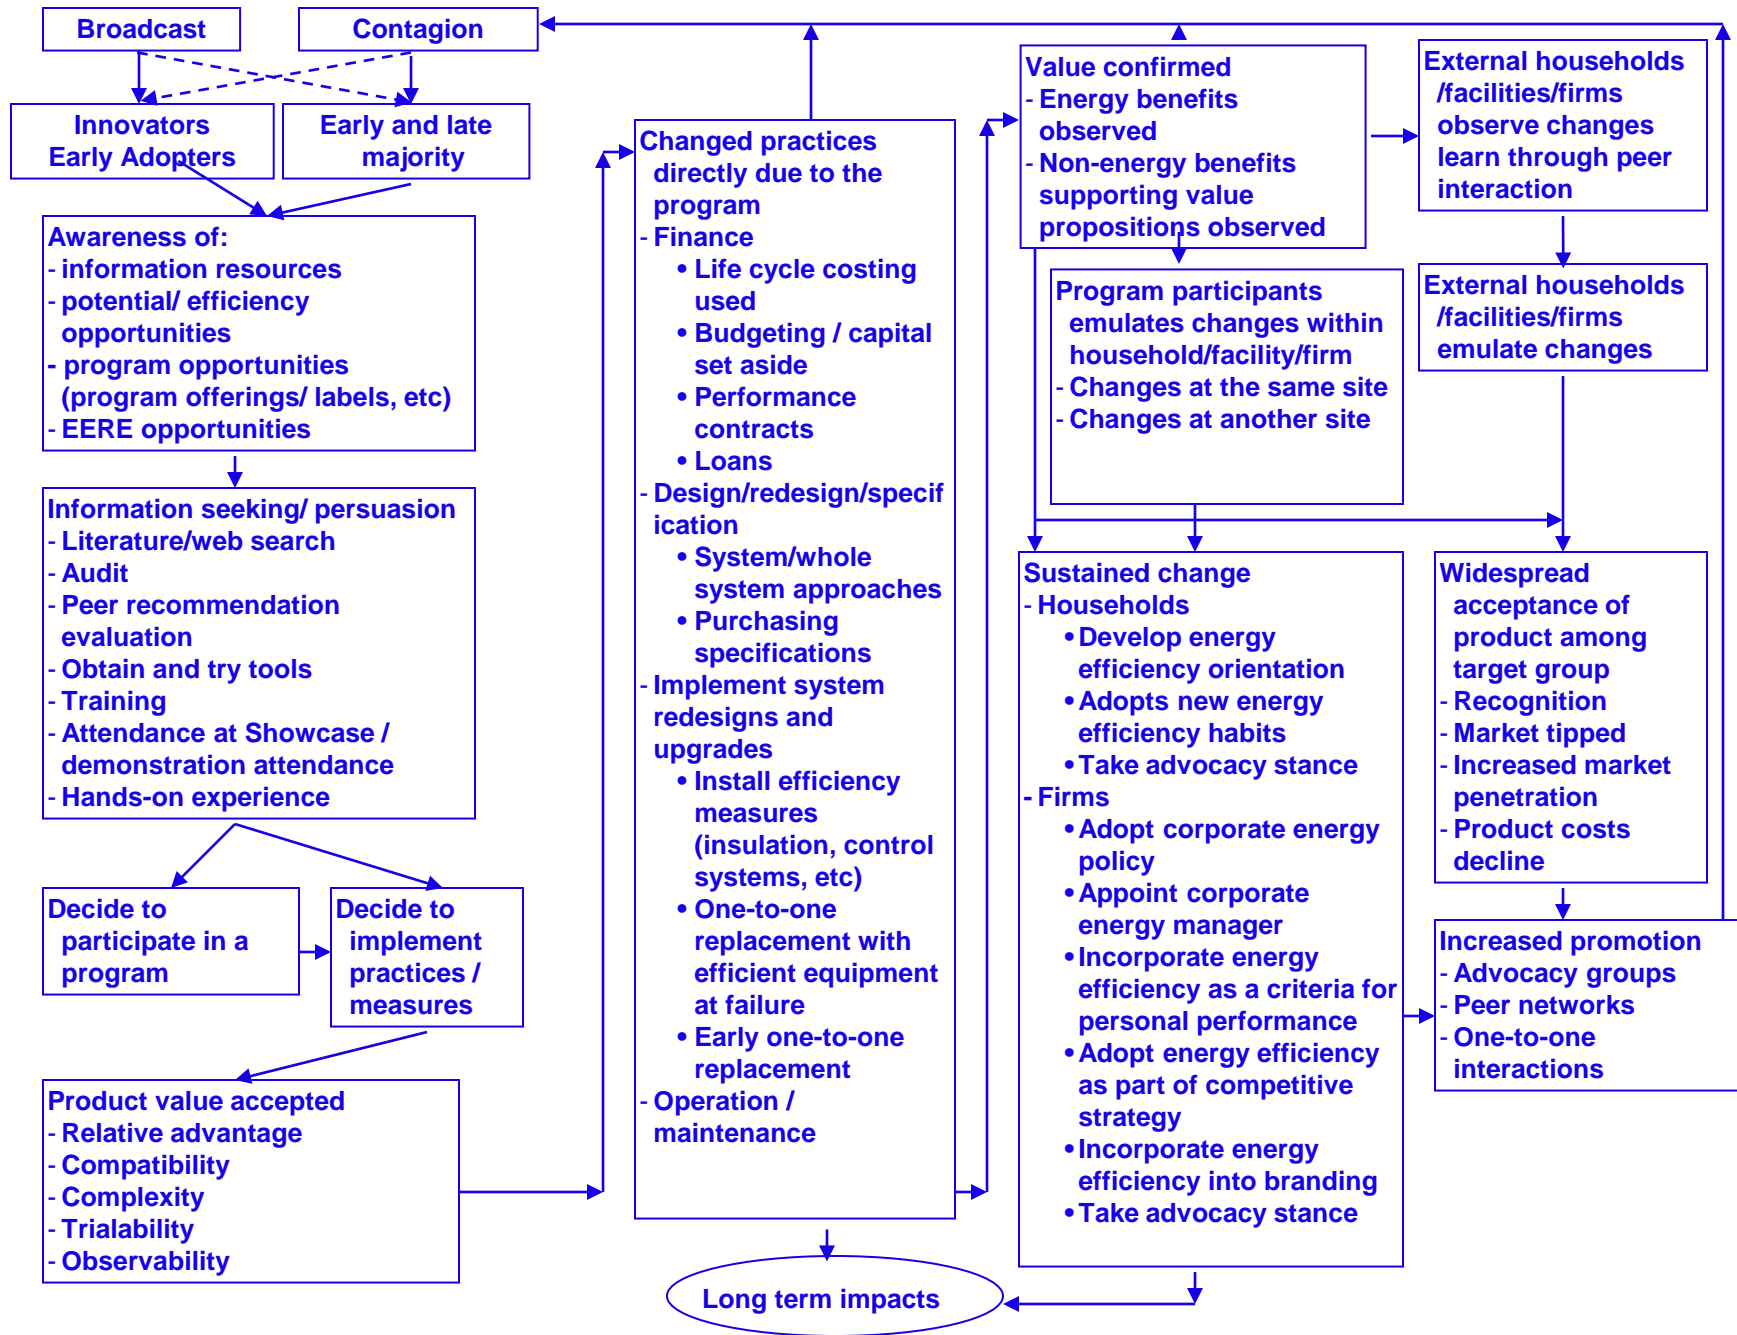 Broadcast
Contagion
Innovators
Early Adopters
Early and late
majority
Awareness of:
- information resources
- potential/ efficiency
opportunities
- program opportunities
(program offerings/ labels, etc)
- EERE opportunities
Information seeking/ persuasion
- Literature/web search
- Audit
- Peer recommendation
evaluation
- Obtain and try tools
- Training
- Attendance at Showcase /
demonstration attendance
- Hands-on experience
Decide to
participate in a
program
Decide to
implement
practices /
measures
Product value accepted
- Relative advantage
- Compatibility
- Complexity
- Trialability
- Observability
Changed practices
directly due to the
program
- Finance
• Life cycle costing
used
• Budgeting / capital
set aside
• Performance
contracts
• Loans
- Design/redesign/specif
ication
• System/whole
system approaches
• Purchasing
specifications
- Implement system
redesigns and
upgrades
• Install efficiency
measures
(insulation, control
systems, etc)
• One-to-one
replacement with
efficient equipment
at failure
• Early one-to-one
replacement
- Operation /
maintenance
Long term impacts
Value confirmed
- Energy benefits
observed
- Non-energy benefits
supporting value
propositions observed
Program participants
emulates changes within
household/facility/firm
- Changes at the same site
- Changes at another site
Sustained change
- Households
• Develop energy
efficiency orientation
• Adopts new energy
efficiency habits
• Take advocacy stance
- Firms
• Adopt corporate energy
policy
• Appoint corporate
energy manager
• Incorporate energy
efficiency as a criteria for
personal performance
• Adopt energy efficiency
as part of competitive
strategy
• Incorporate energy
efficiency into branding
• Take advocacy stance
External households
/facilities/firms
observe changes
learn through peer
interaction
External households
/facilities/firms
emulate changes
Widespread
acceptance of
product among
target group
- Recognition
- Market tipped
- Increased market
penetration
- Product costs
decline
Increased promotion
- Advocacy groups
- Peer networks
- One-to-one
interactions